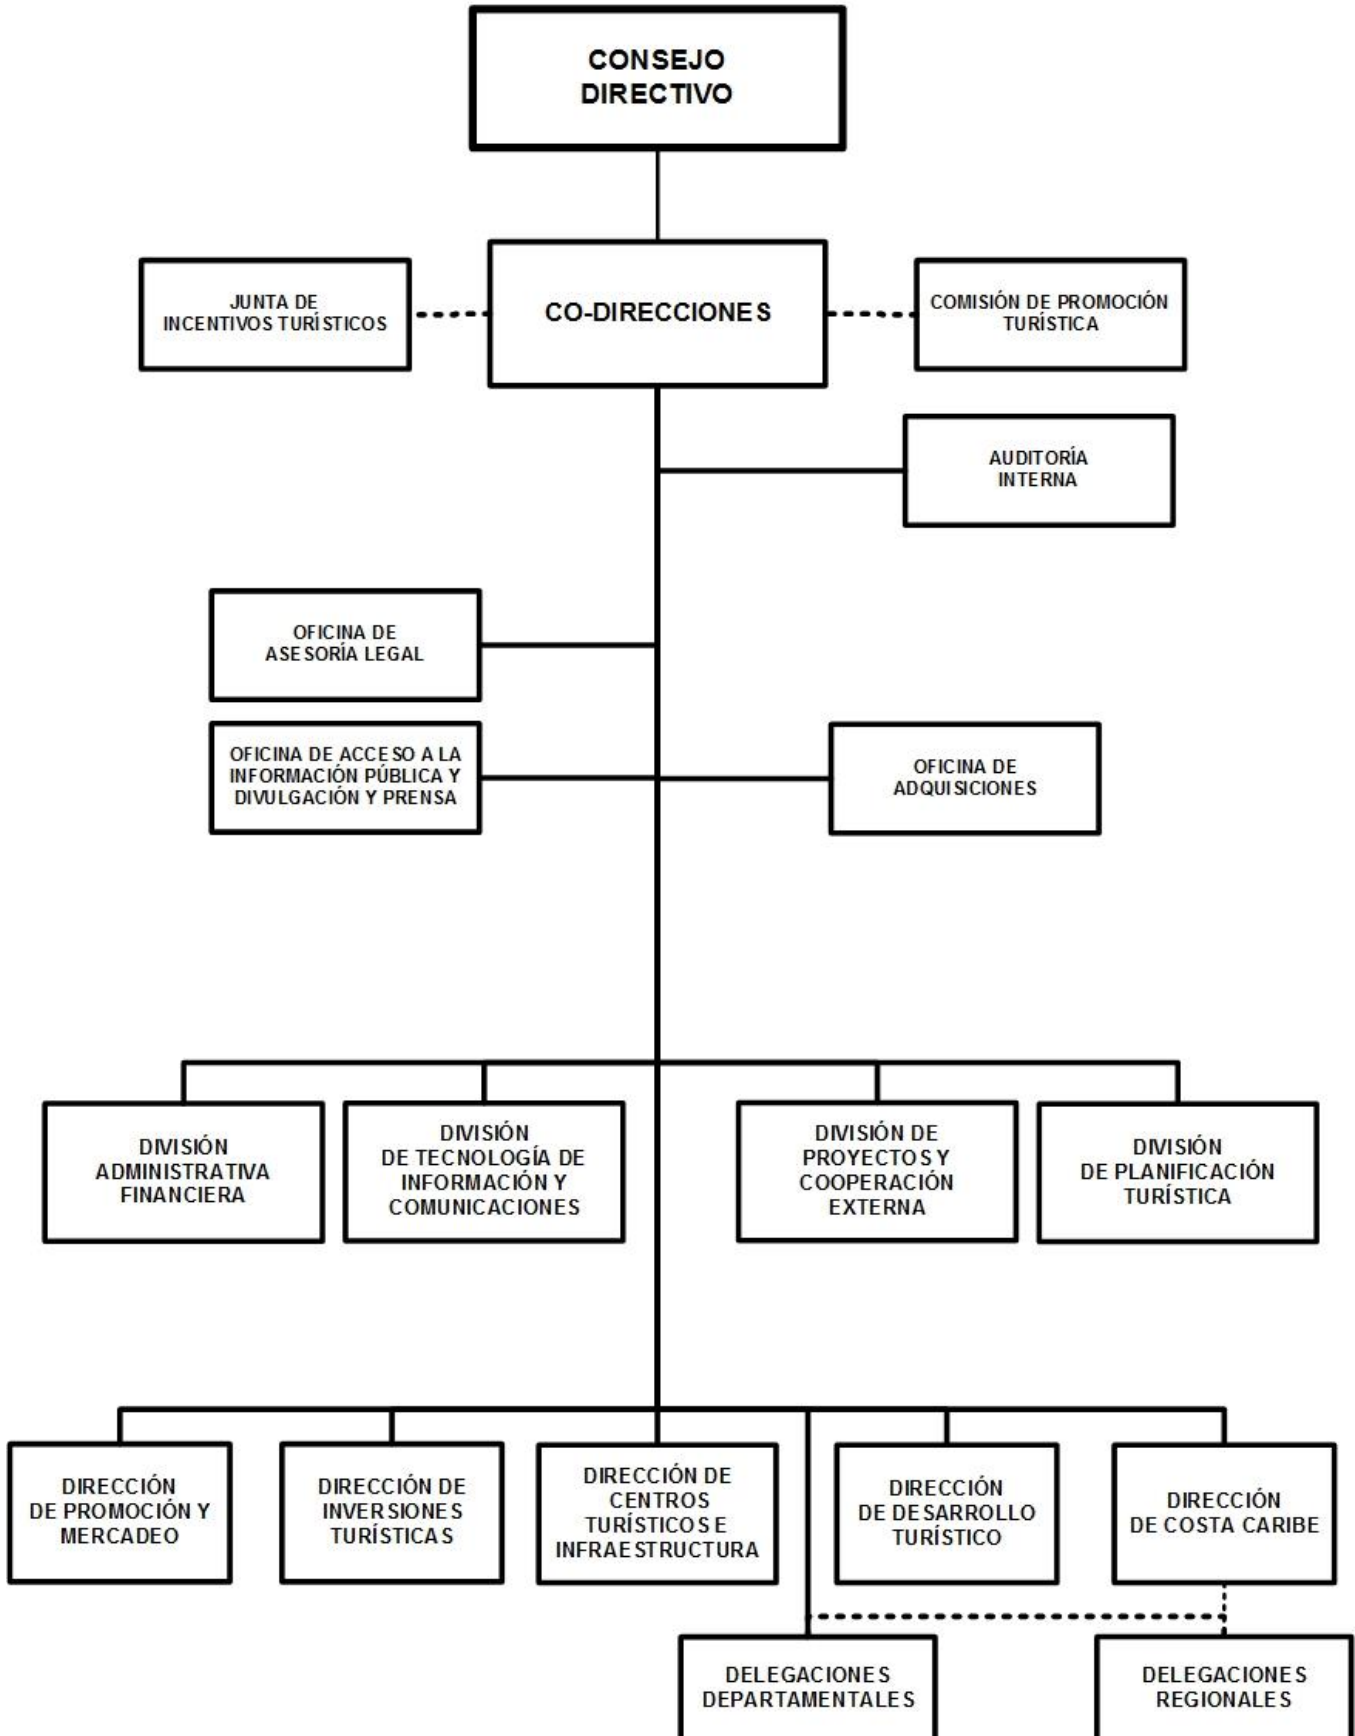 CONSEJO
DIRECTIVO
JUNTA DE
INCENTIVOS TURÍSTICOS
CO-DIRECCIONES
COMISIÓN DE PROMOCIÓN
TURÍSTICA
AUDITORÍA
INTERNA
OFICINA DE
ASESORÍA LEGAL
OFICINA DE ACCESO A LA
INFORMACIÓN PÚBLICA Y
DIVULGACIÓN Y PRENSA
OFICINA DE
ADQUISICIONES
DIVISIÓN
ADMINISTRATIVA
FINANCIERA
DIVISIÓN
DE TECNOLOGÍA DE
INFORMACIÓN Y
COMUNICACIONES
DIVISIÓN DE
PROYECTOS Y
COOPERACIÓN
EXTERNA
DIVISIÓN
DE PLANIFICACIÓN
TURÍSTICA
DIRECCIÓN
DE PROMOCIÓN Y
MERCADEO
DIRECCIÓN DE
INVERSIONES
TURÍSTICAS
DIRECCIÓN DE
CENTROS
TURÍSTICOS E
INFRAESTRUCTURA
DIRECCIÓN
DE DESARROLLO
TURÍSTICO
DIRECCIÓN
DE COSTA CARIBE
DELEGACIONES
DEPARTAMENTALES
DELEGACIONES
REGIONALES